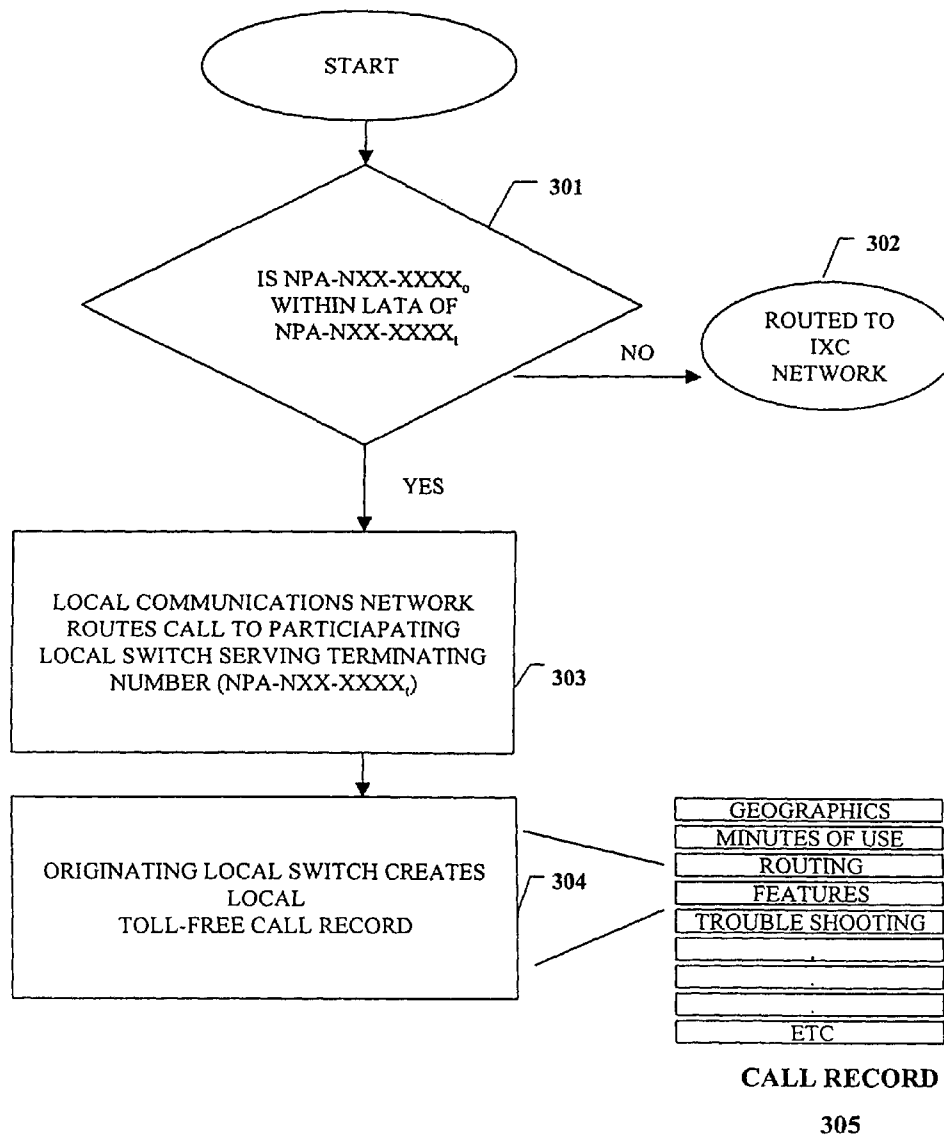 START
301
IS NPA-NXX-XXXXo
WITHIN LATA OF
NPA-NXX-XXXXt
302
ROUTED TO
IXC
NETWORK
NO
YES
LOCAL COMMUNICATIONS NETWORK
ROUTES CALL TO PARTICIAPATING
LOCAL SWITCH SERVING TERMINATING
NUMBER (NPA-NXX-XXXXt)
303
ORIGINATING LOCAL SWITCH CREATES
LOCAL
TOLL-FREE CALL RECORD
304
GEOGRAPHICS
MINUTES OF USE
ROUTING
FEATURES
TROUBLE SHOOTING
.
.
.
ETC
CALL RECORD
305